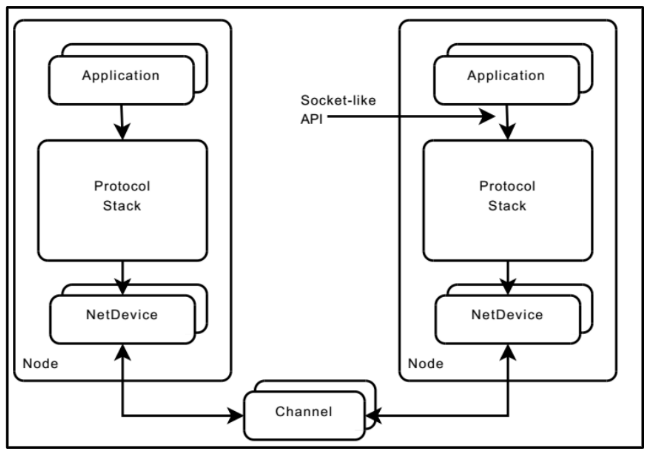 Application
Protocol
Stack
NetDevice
Node
Socket-like
API
Application
Protocol
Stack
NetDevice
Node
Channel